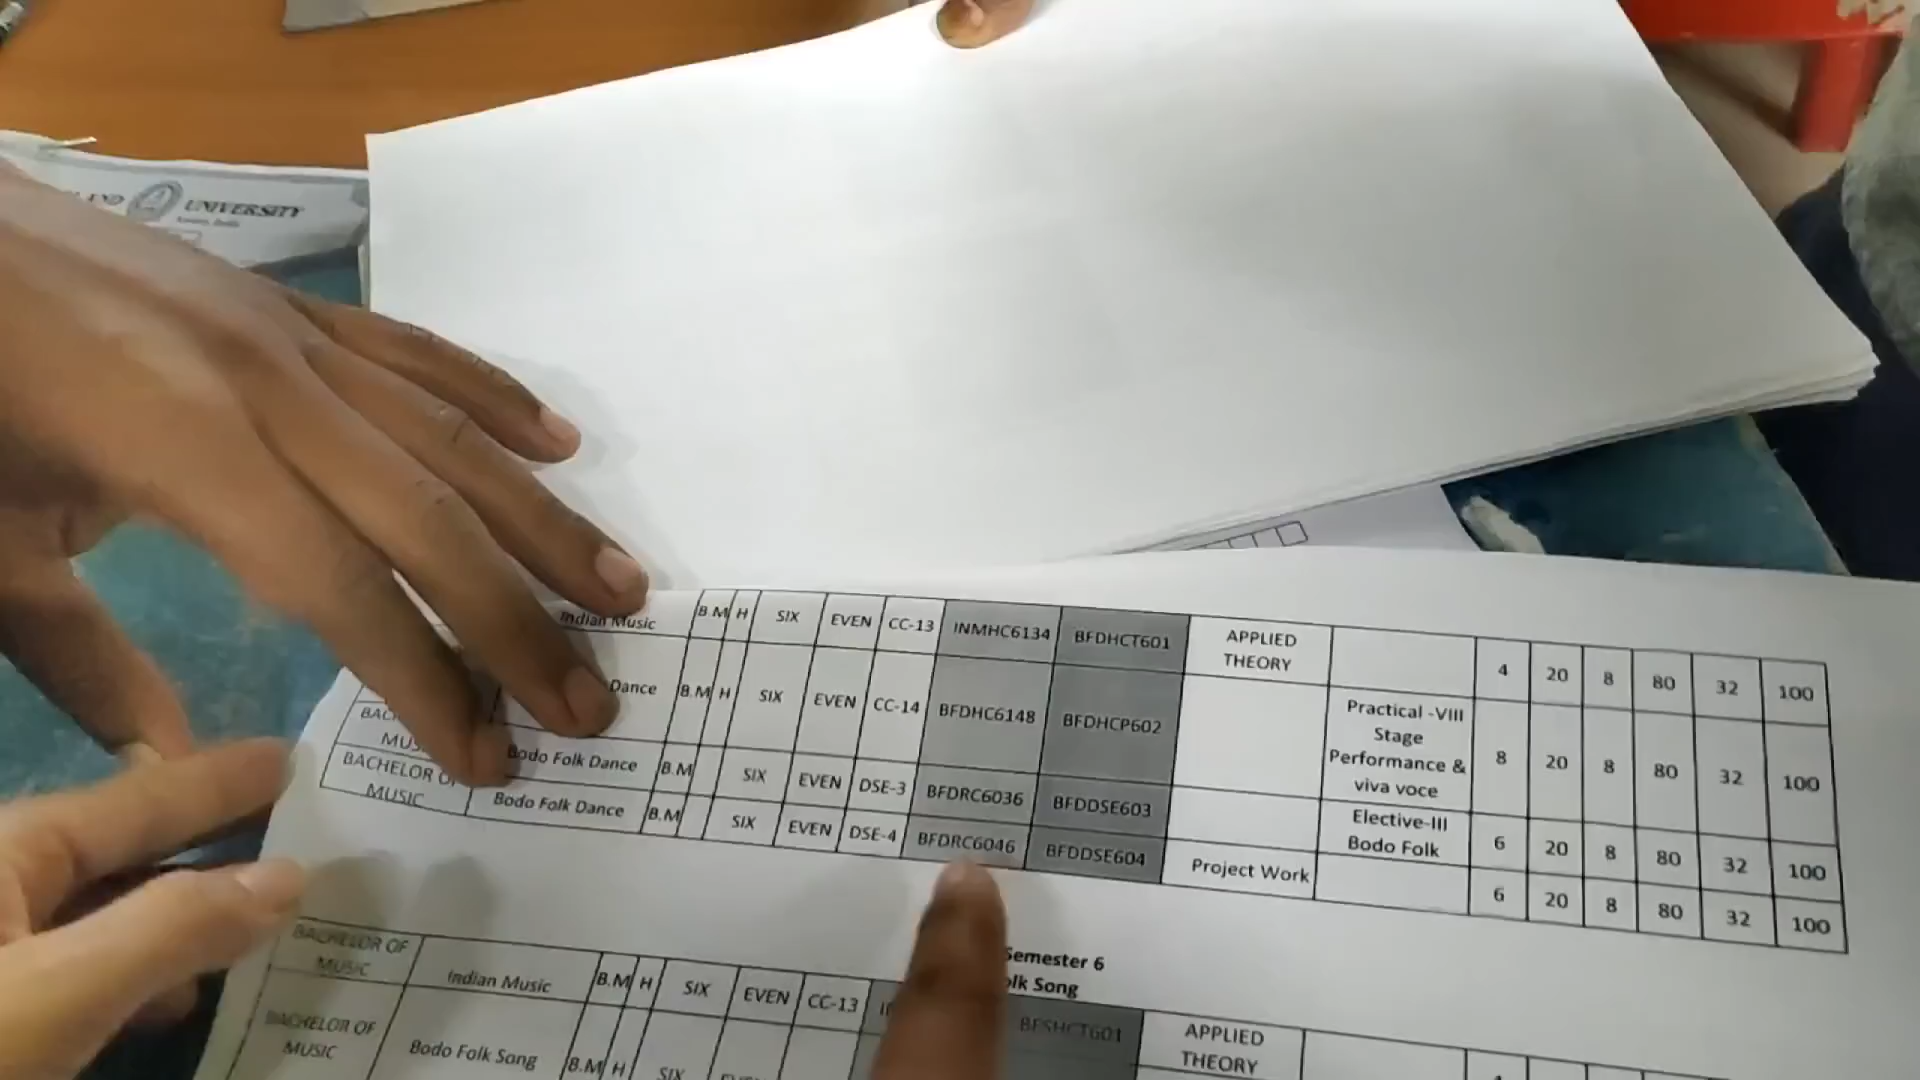 UNIVERSITY
Indian Music B.M H SIX EVEN CC-13 INMHC6134 BFDHCT601 APPLIED THEORY 4 20 8 80 32 100
Dance B.M H SIX EVEN CC-14 BFDHC6148 BFDHCP602 Practical -VIII Stage Performance & viva voce 8 20 8 80 32 100
Bodo Folk Dance B.M SIX EVEN DSE-3 BFDRC6036 BFDDSE603 Elective-III Bodo Folk 6 20 8 80 32 100
BACHELOR OF MUSIC Bodo Folk Dance B.M SIX EVEN DSE-4 BFDRC6046 BFDDSE604 Project Work 6 20 8 80 32 100
Semester 6
Song
BACHELOR OF MUSIC Indian Music B.M H SIX EVEN CC-13 BFSHCT601 APPLIED THEORY
BACHELOR OF MUSIC Bodo Folk Song B.M H SIX